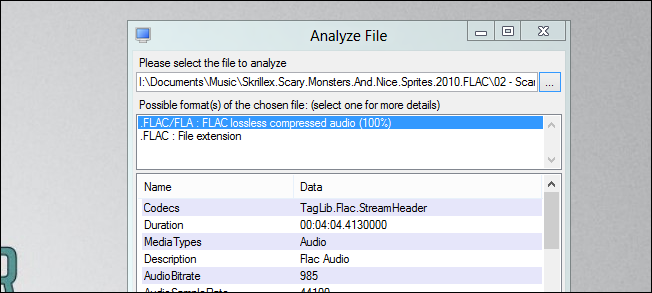 Analyze File
Please select the file to analyze
I:\Documents\Music\Skrillex.Scary.Monsters.And.Nice.Sprites.2010.FLAC\02 - Scar
...
Possible format(s) of the chosen file: (select one for more details)
.FLAC/FLA : FLAC lossless compressed audio (100%)
.FLAC : File extension
Name Data
Codecs TagLib.Flac.StreamHeader
Duration 00:04:04.4130000
MediaTypes Audio
Description Flac Audio
AudioBitrate 985
AudioSampleRate 44100
R